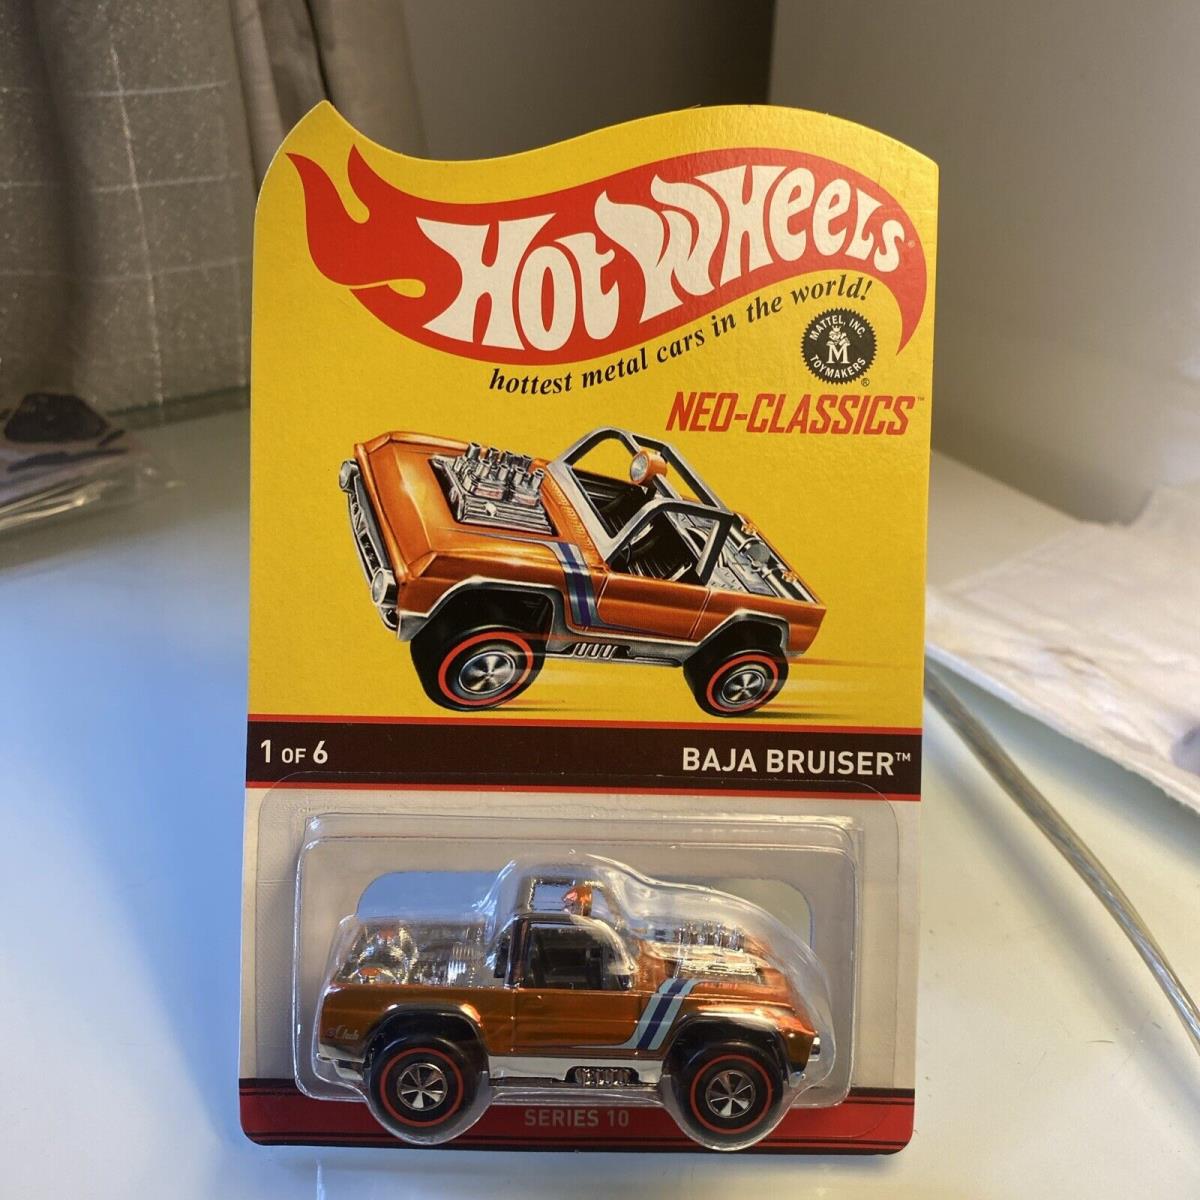 HOT WHEELS®
hottest metal cars in the world!
MATTEL, INC.
M
TOYMAKERS
®
NEO-CLASSICS™
1 OF 6
BAJA BRUISER™
SERIES 10